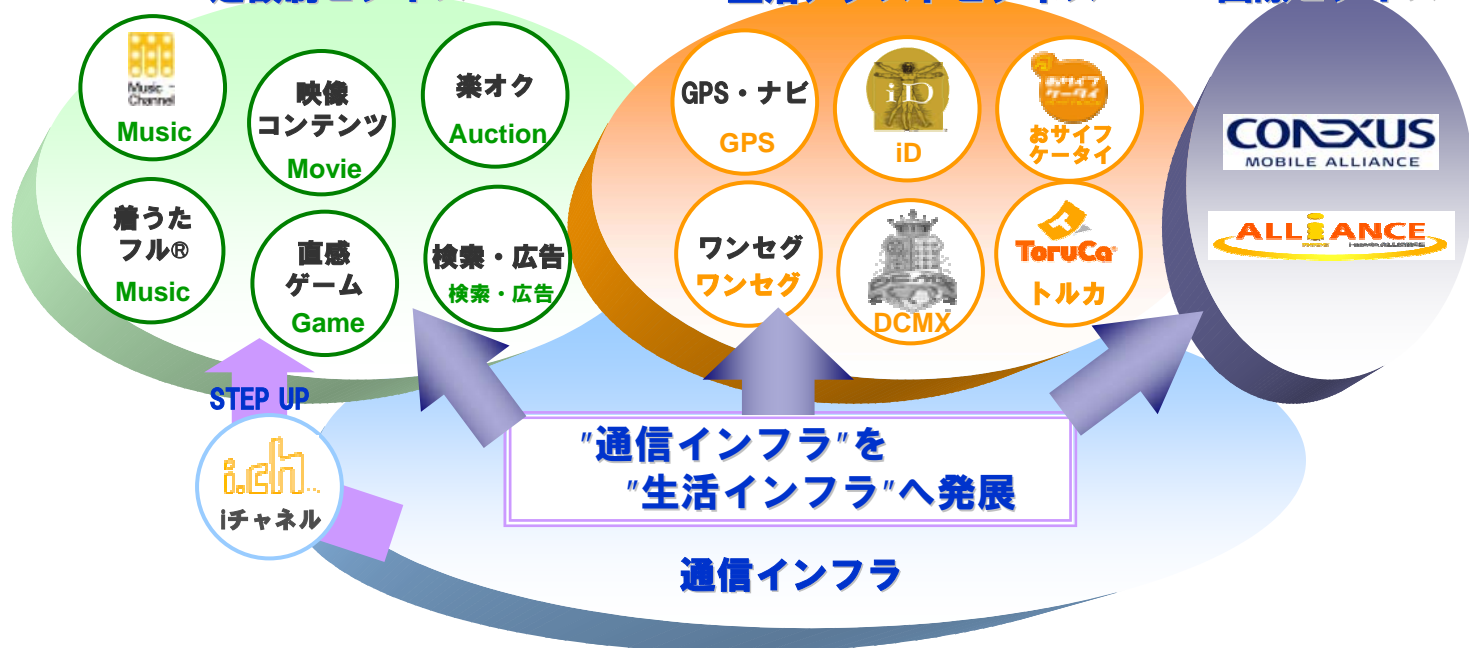 Music -
Channel
Music
映像
コンテンツ
Movie
楽オク
Auction
着うた
フル®
Music
直感
ゲーム
Game
検索・広告
検索・広告
GPS・ナビ
GPS
iD
iD
おサイフ
ケータイ
おサイフ
ケータイ
ワンセグ
ワンセグ
DCMX
ToruCa
トルカ
CONEXUS
MOBILE ALLIANCE
ALLiANCE
STEP UP
i.ch
iチャネル
"通信インフラ"を
"生活インフラ"へ発展
通信インフラ